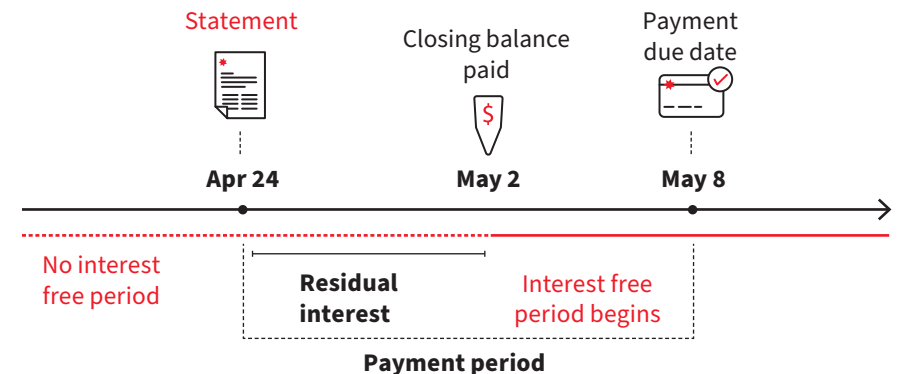 Statement
Closing balance
paid
Payment
due date
$
Apr 24
May 2
May 8
No interest
free period
Residual
interest
Interest free
period begins
Payment period